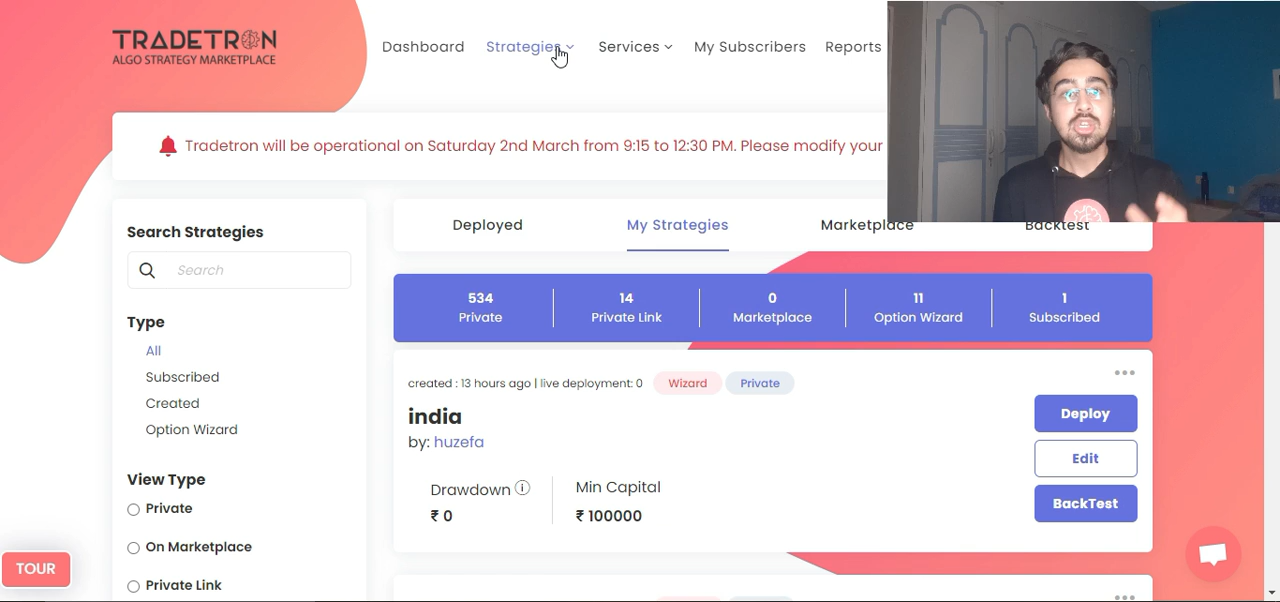 TRADETRON
ALGO STRATEGY MARKETPLACE
Dashboard
Strategies
Services
My Subscribers
Reports
Tradetron will be operational on Saturday 2nd March from 9:15 to 12:30 PM. Please modify your
Search Strategies
Search
Type
All
Subscribed
Created
Option Wizard
View Type
Private
On Marketplace
Private Link
TOUR
Deployed
My Strategies
Marketplace
Backtest
534
Private
14
Private Link
0
Marketplace
11
Option Wizard
1
Subscribed
created : 13 hours ago | live deployment: 0
Wizard
Private
india
by: huzefa
Drawdown
₹ 0
Min Capital
₹ 100000
Deploy
Edit
BackTest